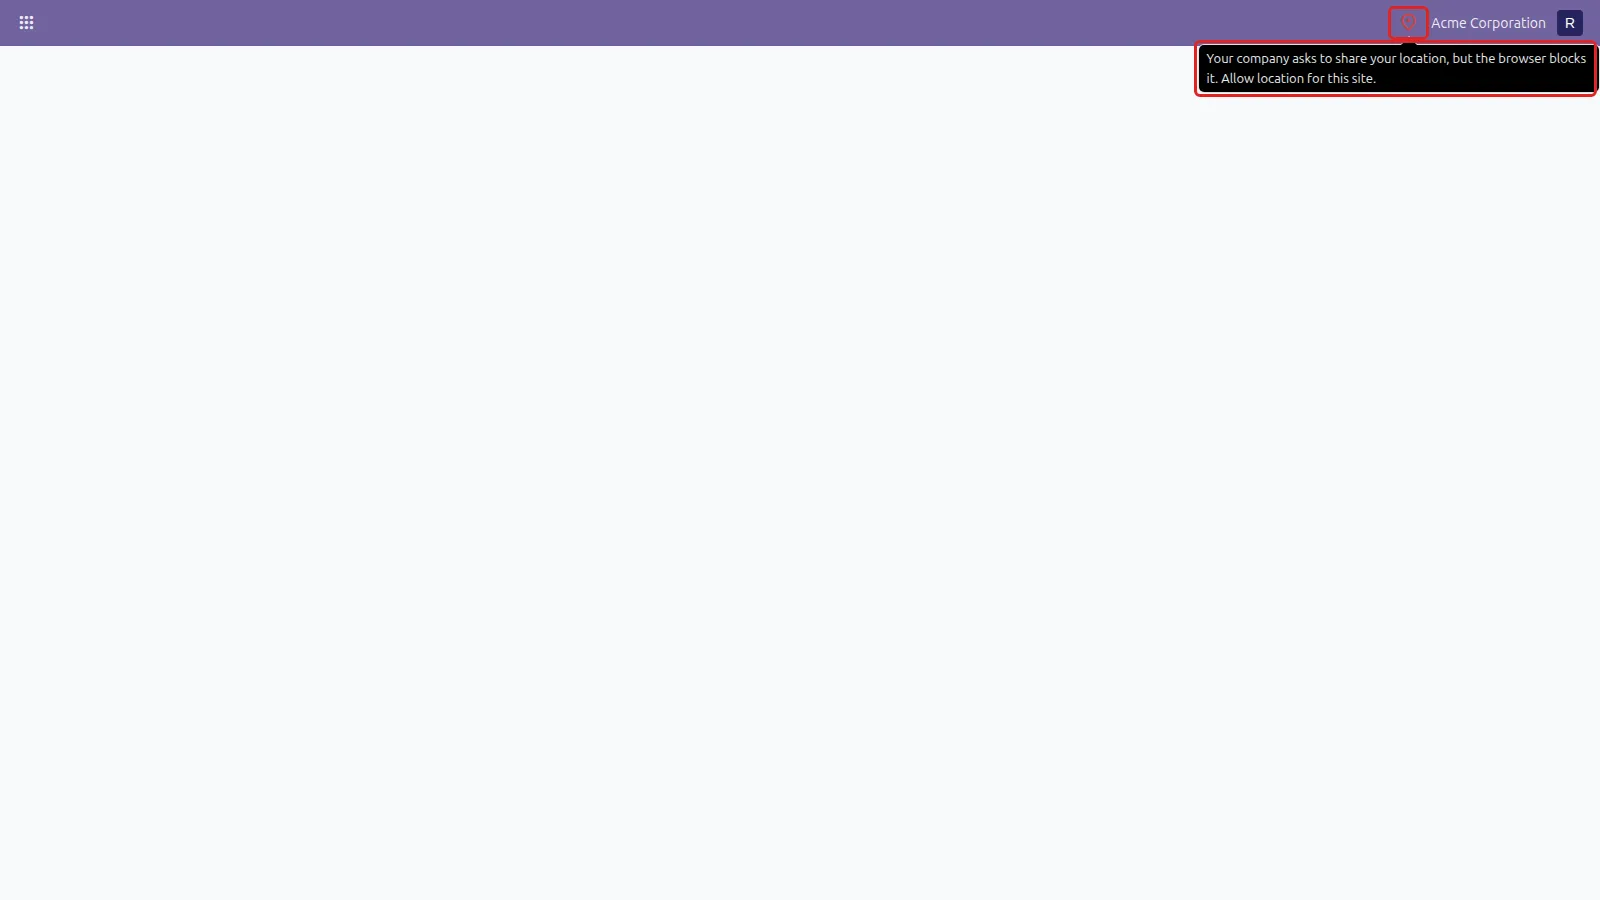 Acme Corporation
R
Your company asks to share your location, but the browser blocks
it. Allow location for this site.